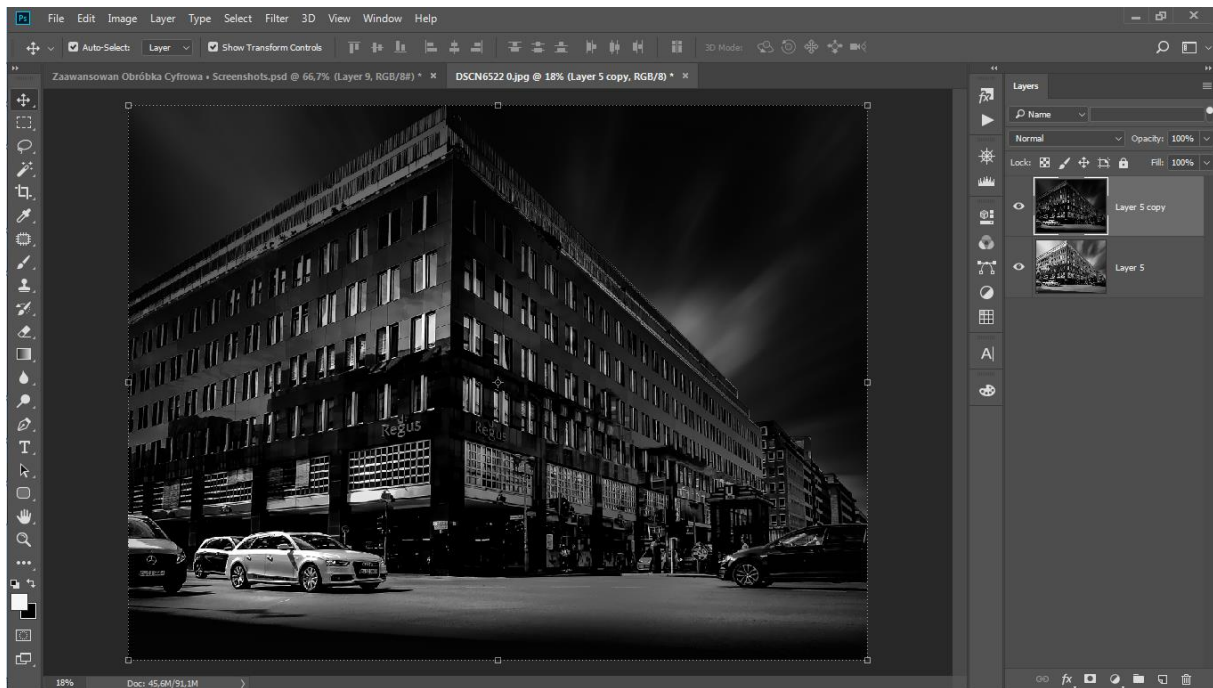 Ps File Edit Image Layer Type Select Filter 3D View Window Help
Auto-Select: Layer Show Transform Controls 3D Mode:
Zaawansowan Obróbka Cyfrowa • Screenshots.psd @ 66,7% (Layer 9, RGB/8#) * × DSCN6522 0.jpg @ 18% (Layer 5 copy, RGB/8) * ×
Layers
Name
Normal Opacity: 100%
Lock: Fill: 100%
Layer 5 copy
Layer 5
Regus Regus
18% Doc: 45,6M/91,1M